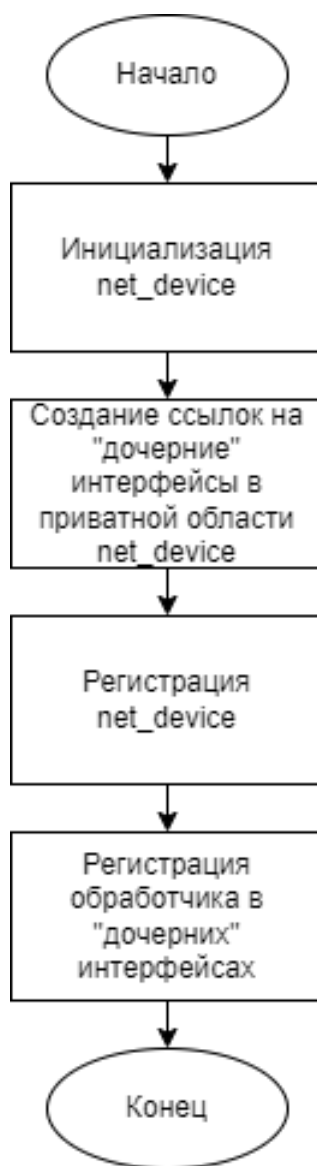 Начало
Инициализация
net_device
Создание ссылок на
"дочерние"
интерфейсы в
приватной области
net_device
Регистрация
net_device
Регистрация
обработчика в
"дочерних"
интерфейсах
Конец